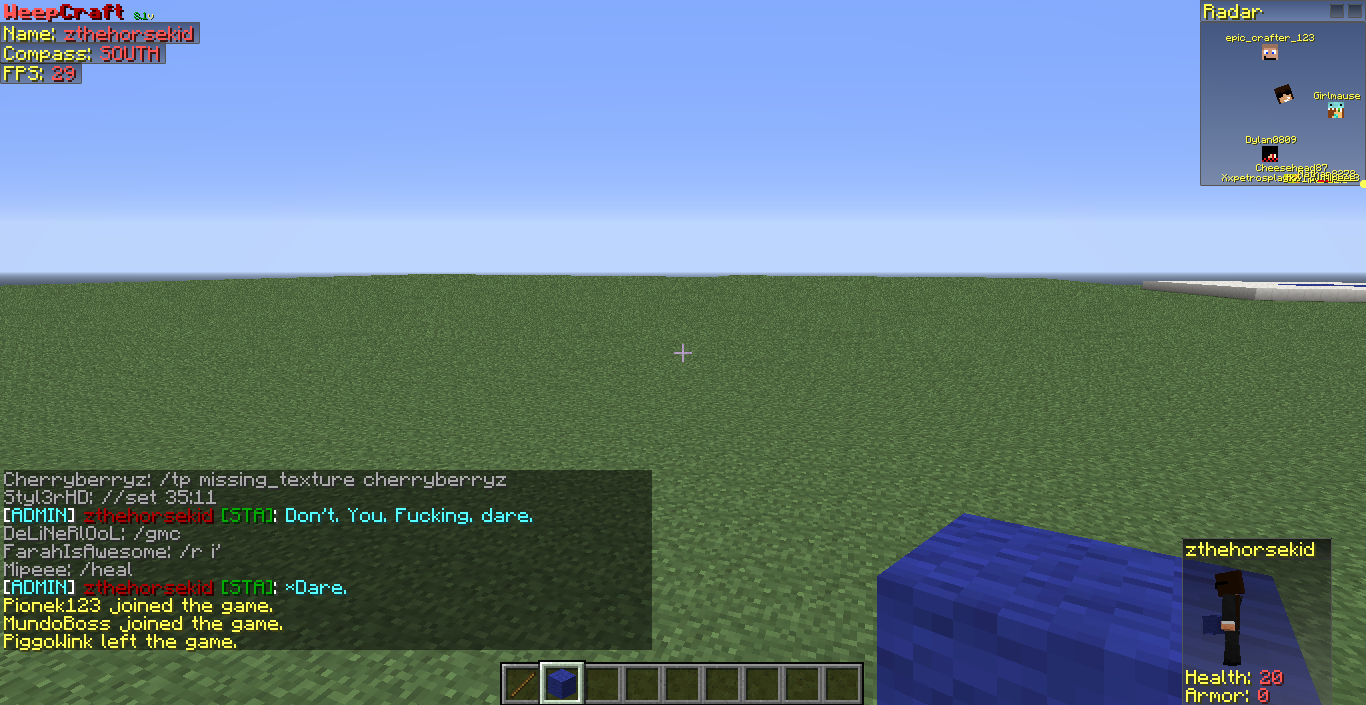 WeepCraft 8.1v
Name: zthehorsekid
Compass: SOUTH
FPS: 29
Radar
epic_crafter_123
Girlmause
Dylan0809
Cheesehead87
Cherryberryz: /tp missing_texture cherryberryz
Styl3rHD: //set 35:11
[ADMIN] zthehorsekid [STA]: Don't. You. Fucking. dare.
DeLiNeRlOoL: /gmc
FarahIsAwesome: /r i'
Mipeee: /heal
[ADMIN] zthehorsekid [STA]: *Dare.
Pionek123 joined the game.
MundoBoss joined the game.
PiggoWink left the game.
zthehorsekid
Health: 20
Armor: 0